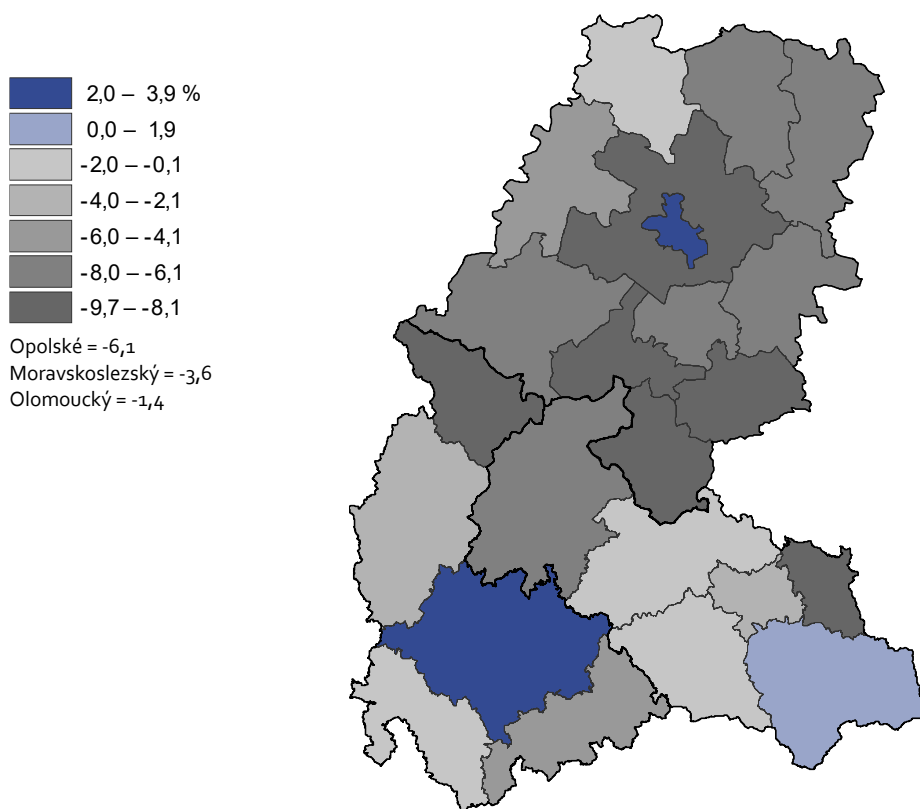 2,0 – 3,9 %
0,0 – 1,9
-2,0 – -0,1
-4,0 – -2,1
-6,0 – -4,1
-8,0 – -6,1
-9,7 – -8,1
Opolské = -6,1
Moravskoslezský = -3,6
Olomoucký = -1,4